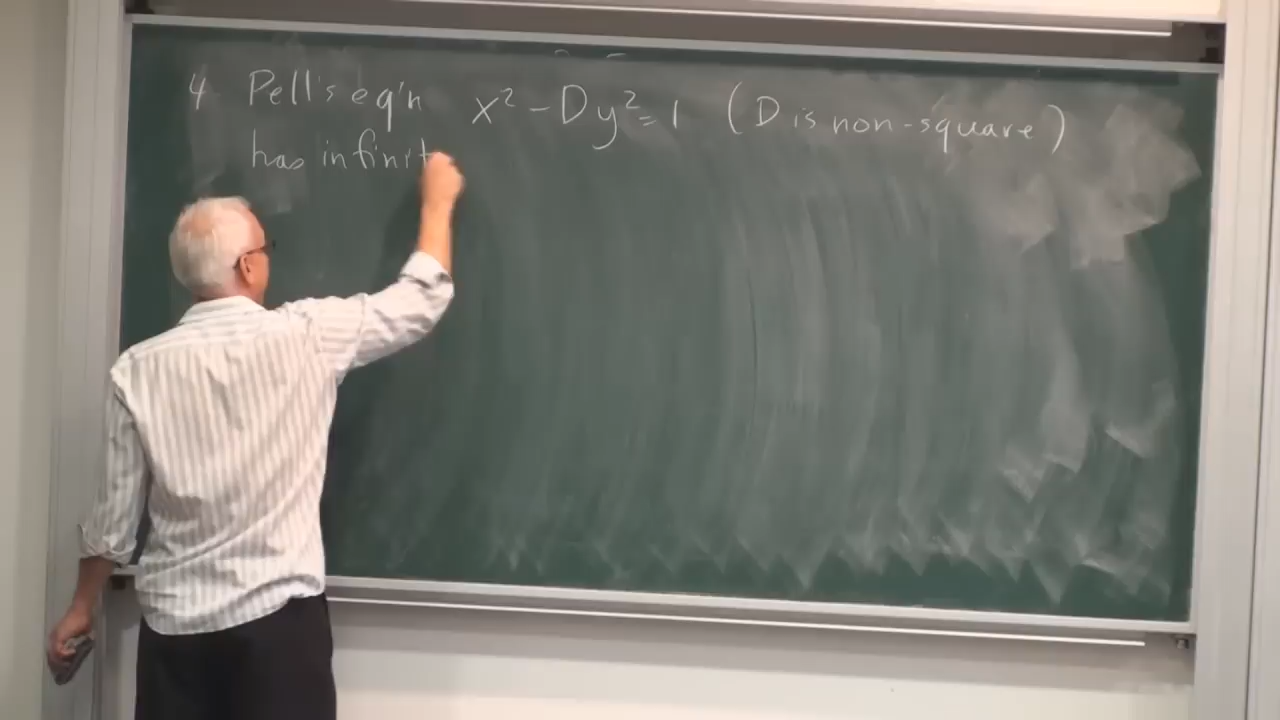 4 Pell's eq'n x² - Dy² = 1 (D is non-square)
has infinit